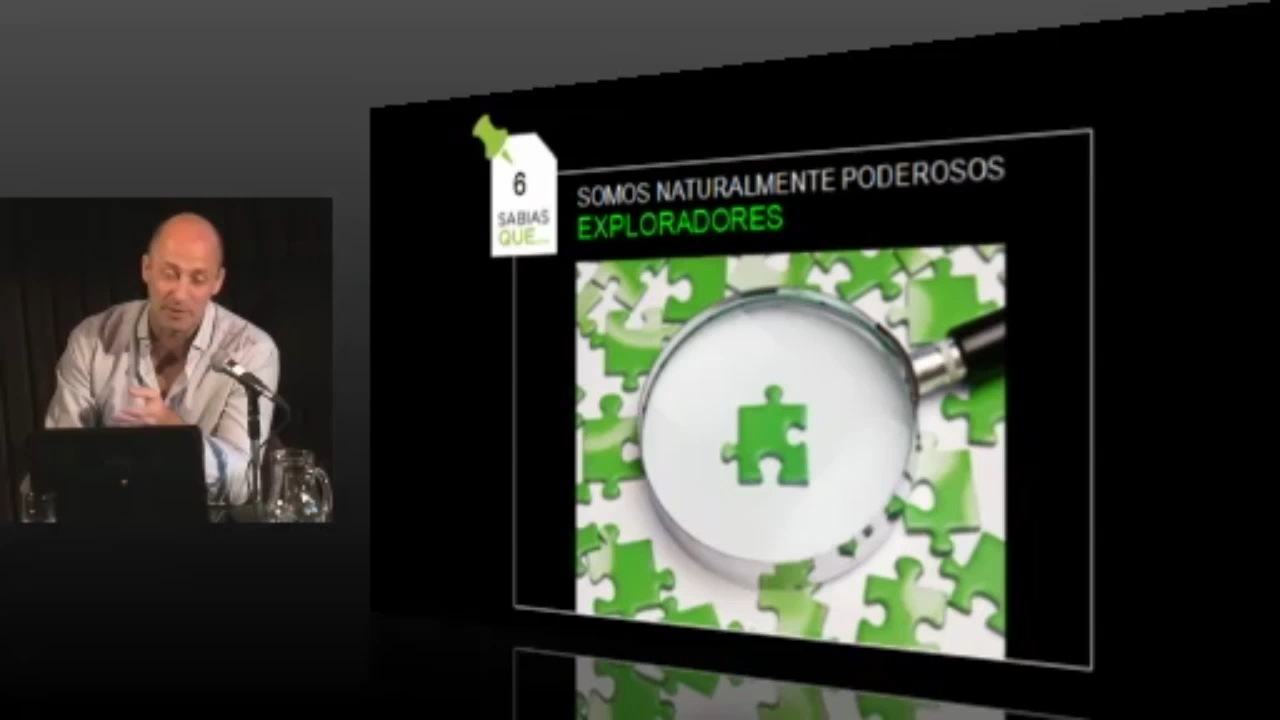 6
SABIAS
QUE...
SOMOS NATURALMENTE PODEROSOS
EXPLORADORES